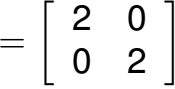 = [ 2 0
0 2 ]